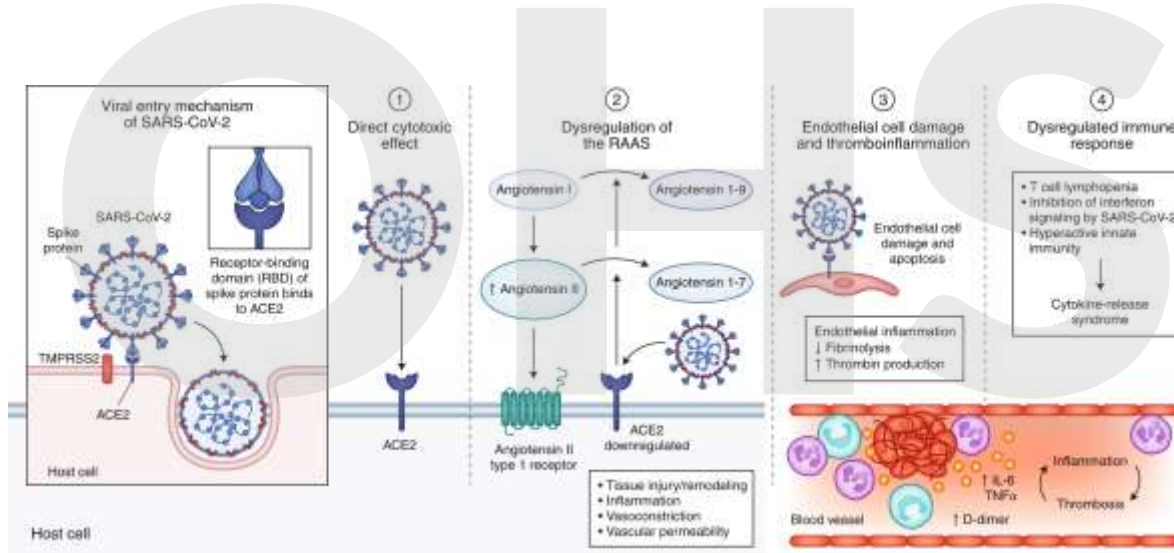 Viral entry mechanism
of SARS-CoV-2
SARS-CoV-2
Spike
protein
Receptor-binding
domain (RBD) of
spike protein binds
to ACE2
TMPRSS2
ACE2
Host cell
Host cell
1
Direct cytotoxic
effect
ACE2
2
Dysregulation of
the RAAS
Angiotensin I
Angiotensin 1-9
↑ Angiotensin II
Angiotensin 1-7
Angiotensin II
type 1 receptor
ACE2
downregulated
• Tissue injury/remodeling
• Inflammation
• Vasoconstriction
• Vascular permeability
3
Endothelial cell damage
and thromboinflammation
Endothelial cell
damage and
apoptosis
Endothelial inflammation
↓ Fibrinolysis
↑ Thrombin production
4
Dysregulated immune
response
• T cell lymphopenia
• Inhibition of interferon
signaling by SARS-CoV-2
• Hyperactive innate
immunity
Cytokine-release
syndrome
↑ IL-6
TNFα
Inflammation
Thrombosis
Blood vessel
↑ D-dimer
OHS